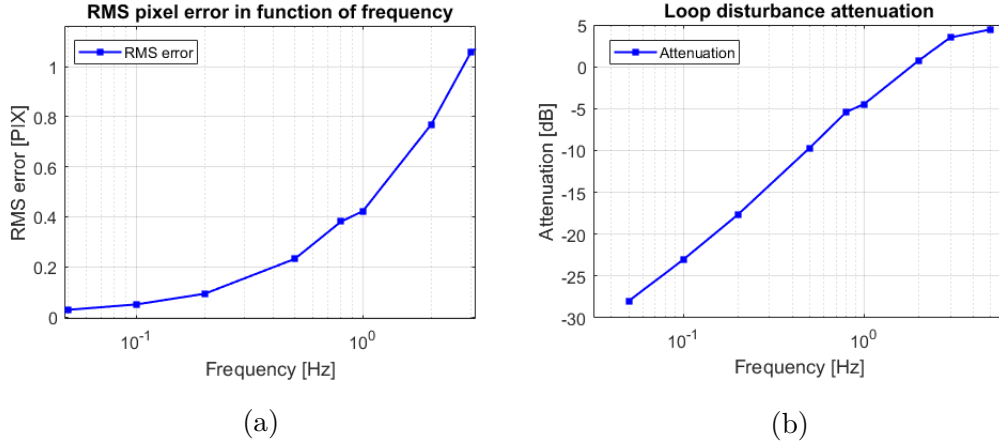 RMS pixel error in function of frequency
RMS error
1
0.8
0.6
0.4
0.2
0
RMS error [PIX]
10^-1
10^0
Frequency [Hz]
(a)
Loop disturbance attenuation
Attenuation
5
0
-5
-10
-15
-20
-25
-30
Attenuation [dB]
10^-1
10^0
Frequency [Hz]
(b)